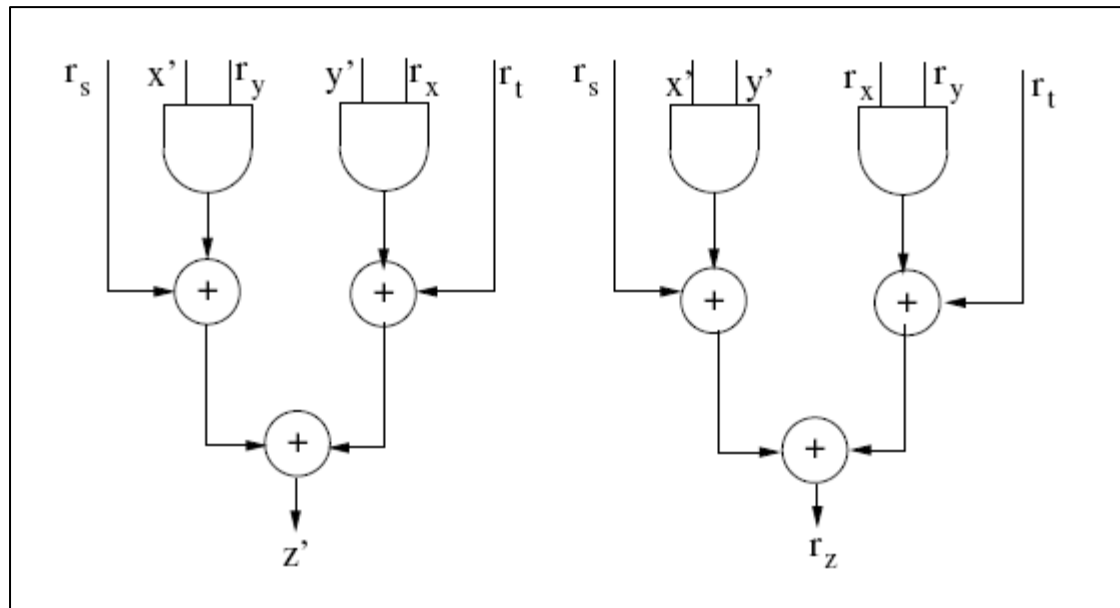 r_s x' r_y y' r_x r_t r_s x' y' r_x r_y r_t
+ + + +
+ +
z' r_z